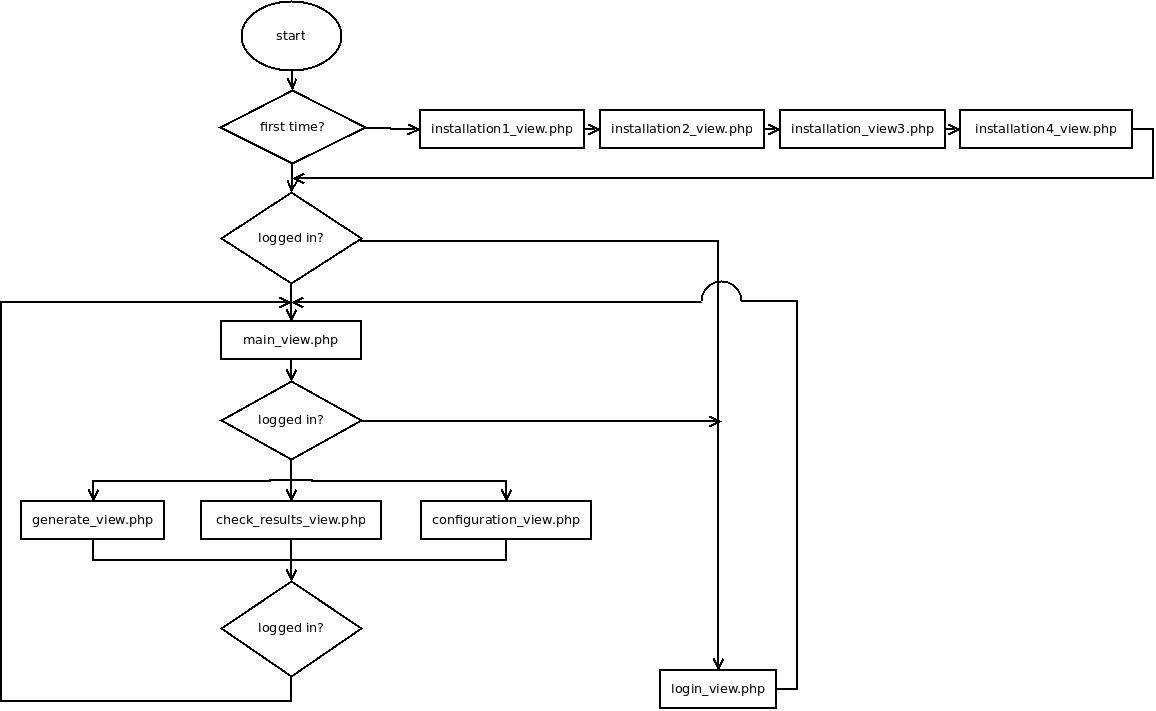 start
first time?
installation1_view.php
installation2_view.php
installation_view3.php
installation4_view.php
logged in?
main_view.php
logged in?
generate_view.php
check_results_view.php
configuration_view.php
logged in?
login_view.php